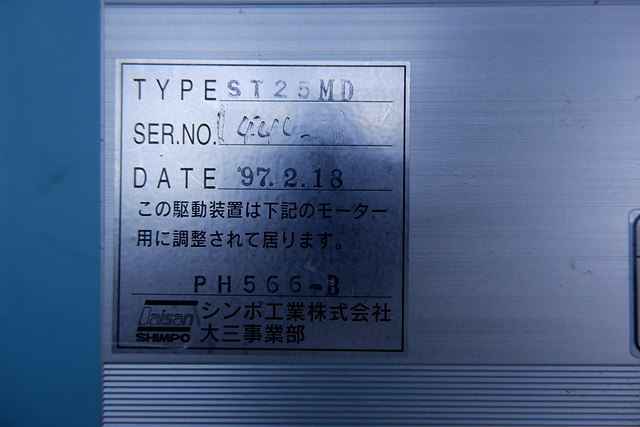 TYPE ST25MD
SER.NO.
DATE '97.2.18
この駆動装置は下記のモーター
用に調整されて居ります。
PH566-B
Daisan
SHIMPO
シンポ工業株式会社
大三事業部